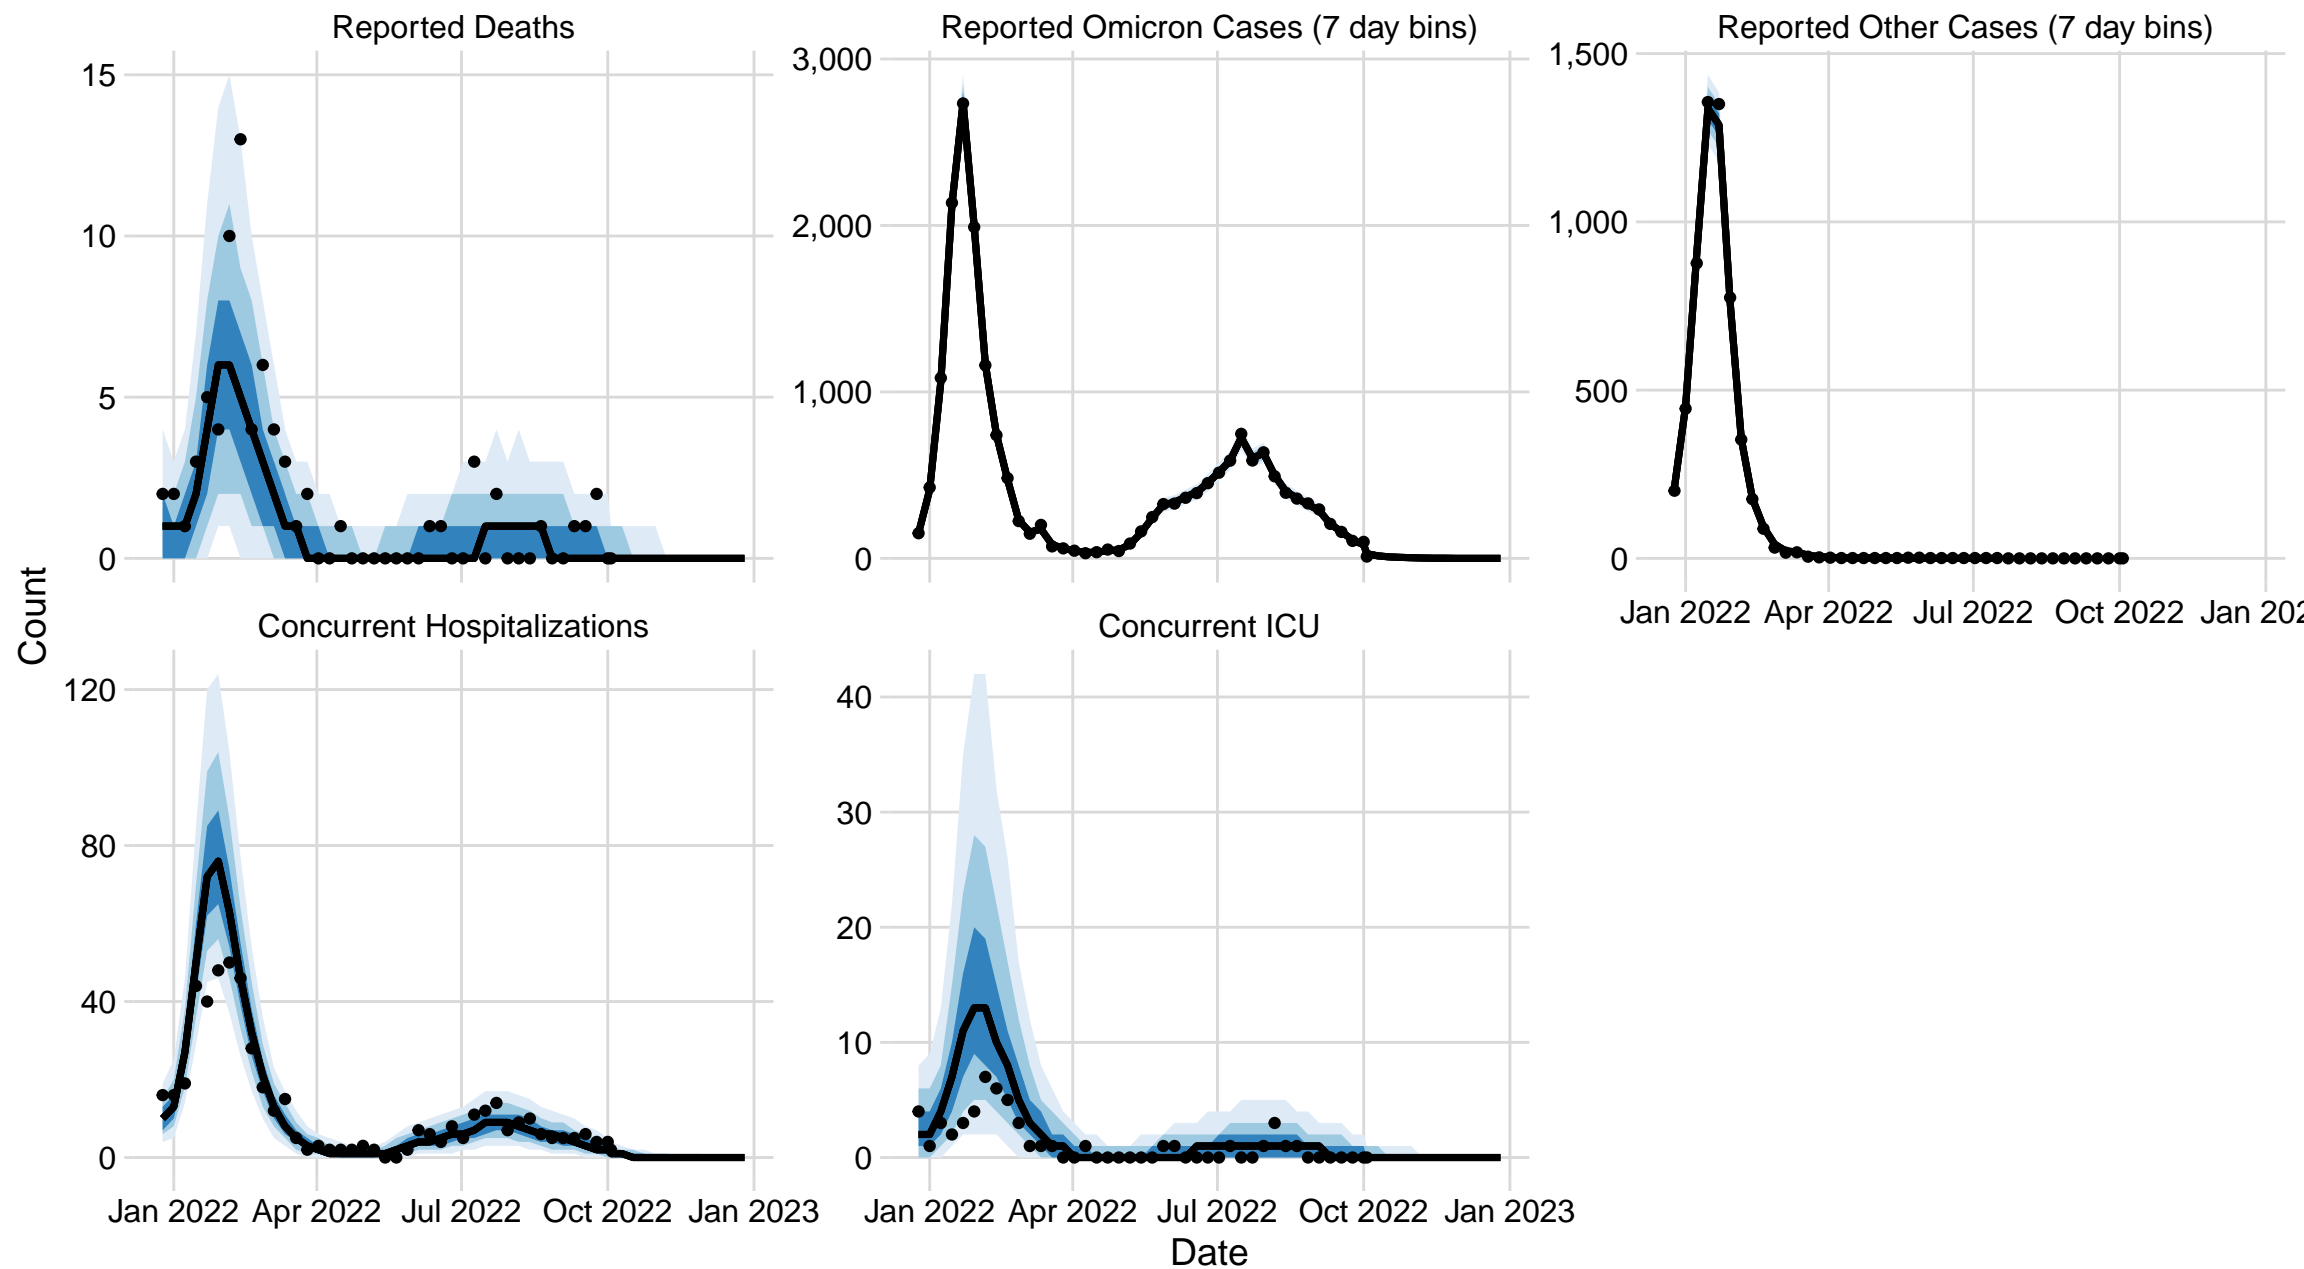 Reported Deaths
Reported Omicron Cases (7 day bins)
Reported Other Cases (7 day bins)
15
10
5
0
3,000
2,000
1,000
0
1,500
1,000
500
0
Jan 2022 Apr 2022 Jul 2022 Oct 2022 Jan 202
Count
Concurrent Hospitalizations
Concurrent ICU
120
80
40
0
40
30
20
10
0
Jan 2022 Apr 2022 Jul 2022 Oct 2022 Jan 2023
Jan 2022 Apr 2022 Jul 2022 Oct 2022 Jan 2023
Date